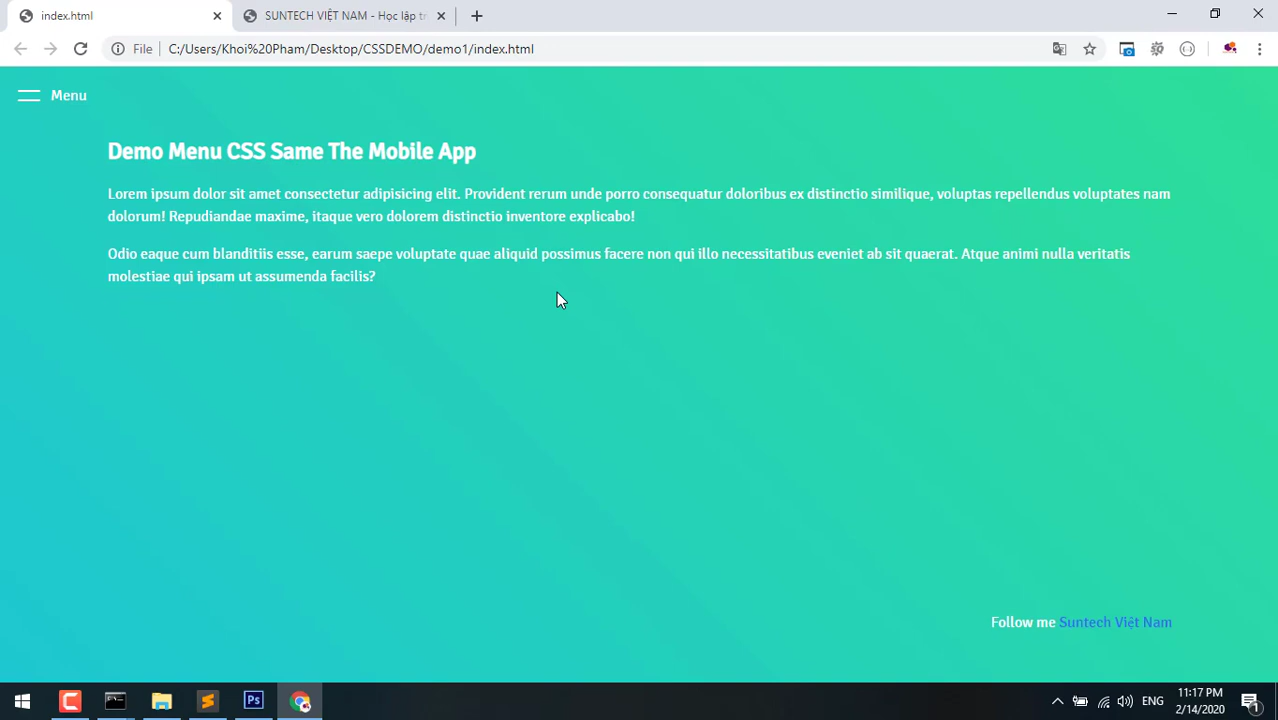 index.html
SUNTECH VIỆT NAM - Học lập tr
File
C:/Users/Khoi%20Pham/Desktop/CSSDEMO/demo1/index.html
Menu
Demo Menu CSS Same The Mobile App
Lorem ipsum dolor sit amet consectetur adipisicing elit. Provident rerum unde porro consequatur doloribus ex distinctio similique, voluptas repellendus voluptates nam
dolorum! Repudiandae maxime, itaque vero dolorem distinctio inventore explicabo!
Odio eaque cum blanditiis esse, earum saepe voluptate quae aliquid possimus facere non qui illo necessitatibus eveniet ab sit quaerat. Atque animi nulla veritatis
molestiae qui ipsam ut assumenda facilis?
Follow me Suntech Việt Nam
Ps
ENG
11:17 PM
2/14/2020
1